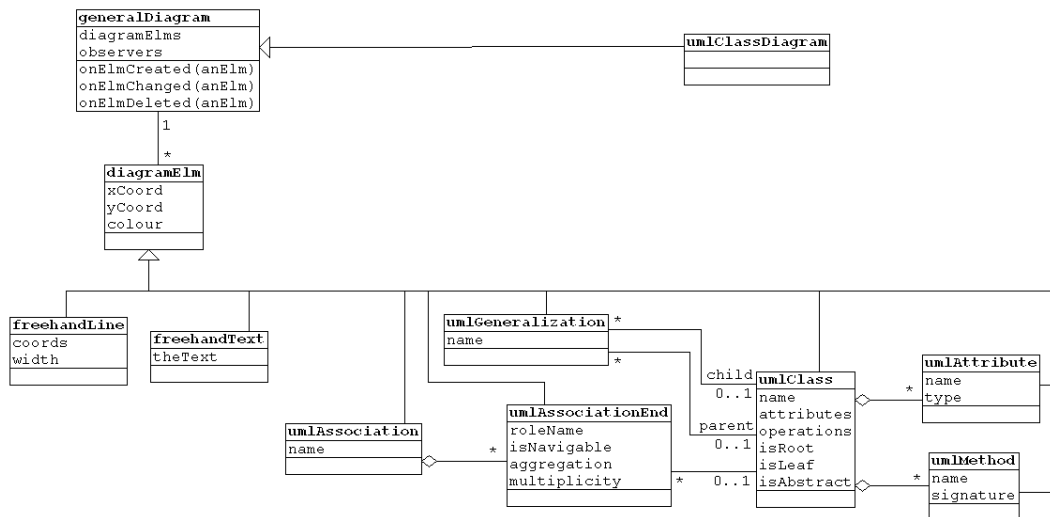 generalDiagram
diagramElms
observers
onElmCreated(anElm)
onElmChanged(anElm)
onElmDeleted(anElm)
umlClassDiagram
1
*
diagramElm
xCoord
yCoord
colour
freehandLine
coords
width
freehandText
theText
umlGeneralization
name
*
*
child
0..1
parent
0..1
umlClass
name
attributes
operations
isRoot
isLeaf
isAbstract
*
umlAttribute
name
type
umlAssociation
name
*
umlAssociationEnd
roleName
isNavigable
aggregation
multiplicity
*
0..1
*
umlMethod
name
signature